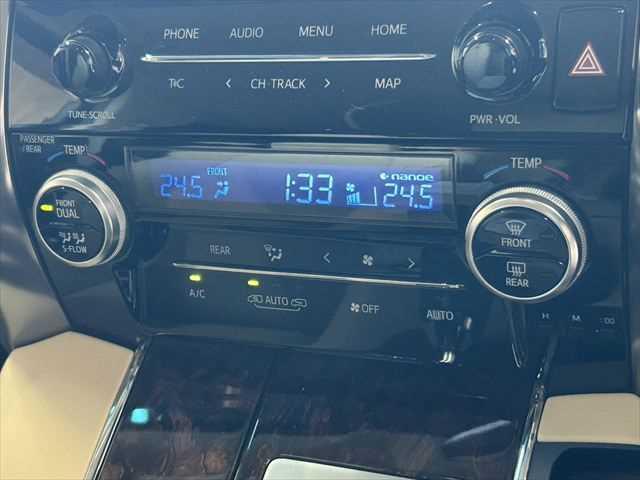 PHONE AUDIO MENU HOME
T×C < CH·TRACK > MAP
TUNE·SCROLL
PWR·VOL
PASSENGER
/REAR
TEMP
TEMP
FRONT
24.5 1:33 24.5
nanoe
FRONT
DUAL
S-FLOW
FRONT
REAR
REAR < >
A/C AUTO OFF AUTO
H M :00